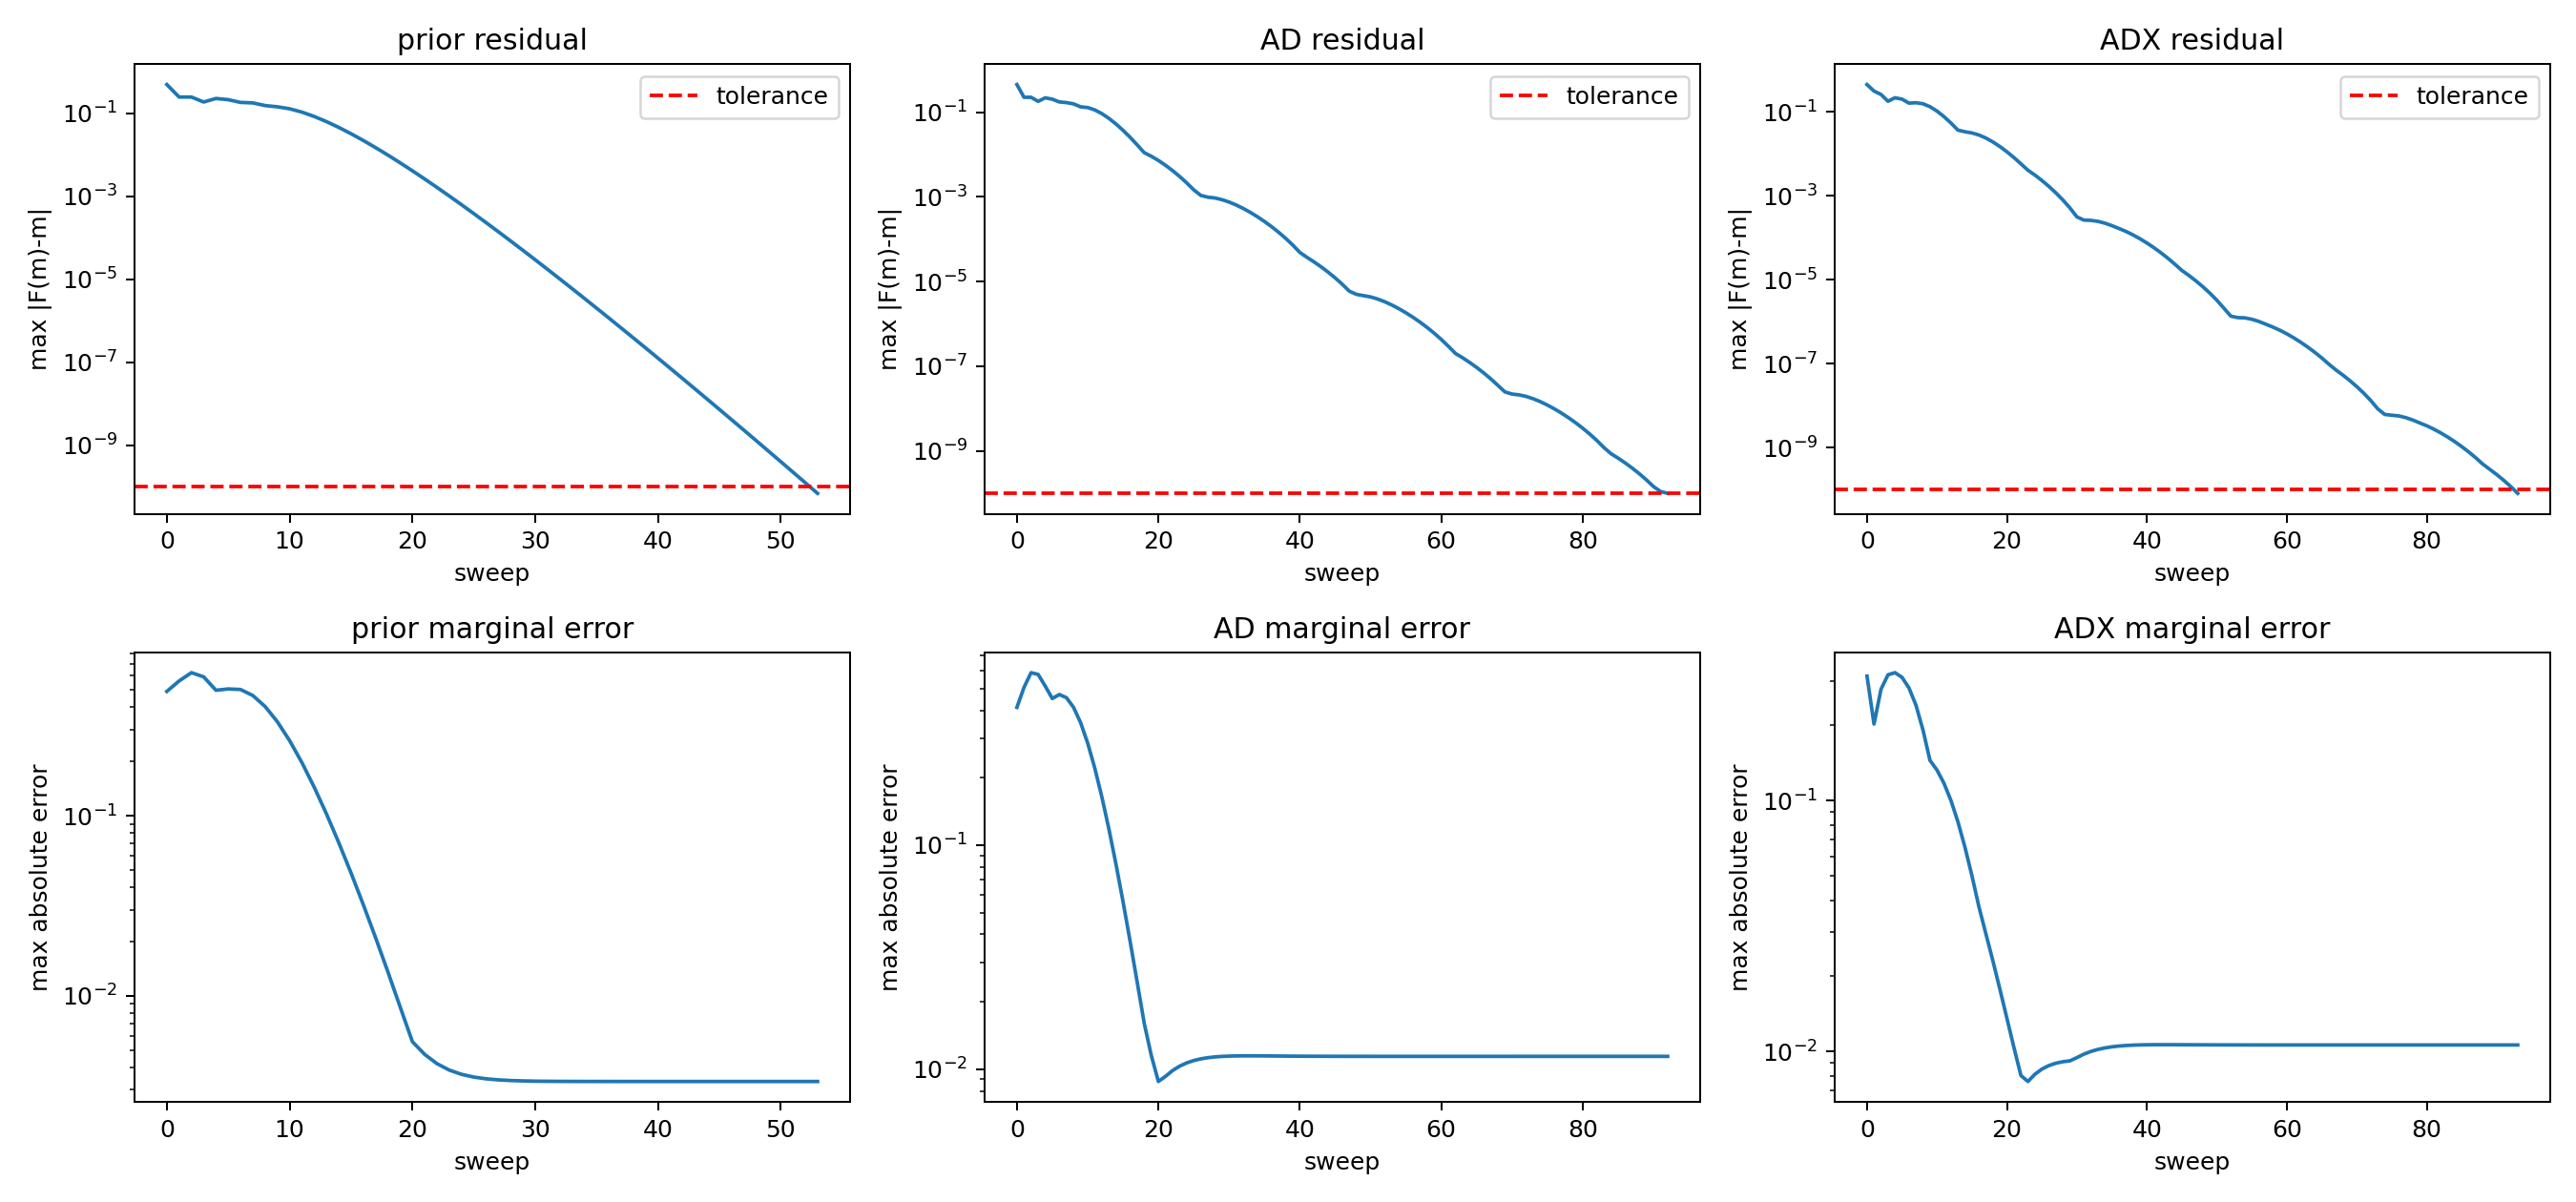 prior residual
max |F(m)-m|
10⁻¹
10⁻³
10⁻⁵
10⁻⁷
10⁻⁹
tolerance
0 10 20 30 40 50
sweep
AD residual
max |F(m)-m|
10⁻¹
10⁻³
10⁻⁵
10⁻⁷
10⁻⁹
tolerance
0 20 40 60 80
sweep
ADX residual
max |F(m)-m|
10⁻¹
10⁻³
10⁻⁵
10⁻⁷
10⁻⁹
tolerance
0 20 40 60 80
sweep
prior marginal error
max absolute error
10⁻¹
10⁻²
0 10 20 30 40 50
sweep
AD marginal error
max absolute error
10⁻¹
10⁻²
0 20 40 60 80
sweep
ADX marginal error
max absolute error
10⁻¹
10⁻²
0 20 40 60 80
sweep